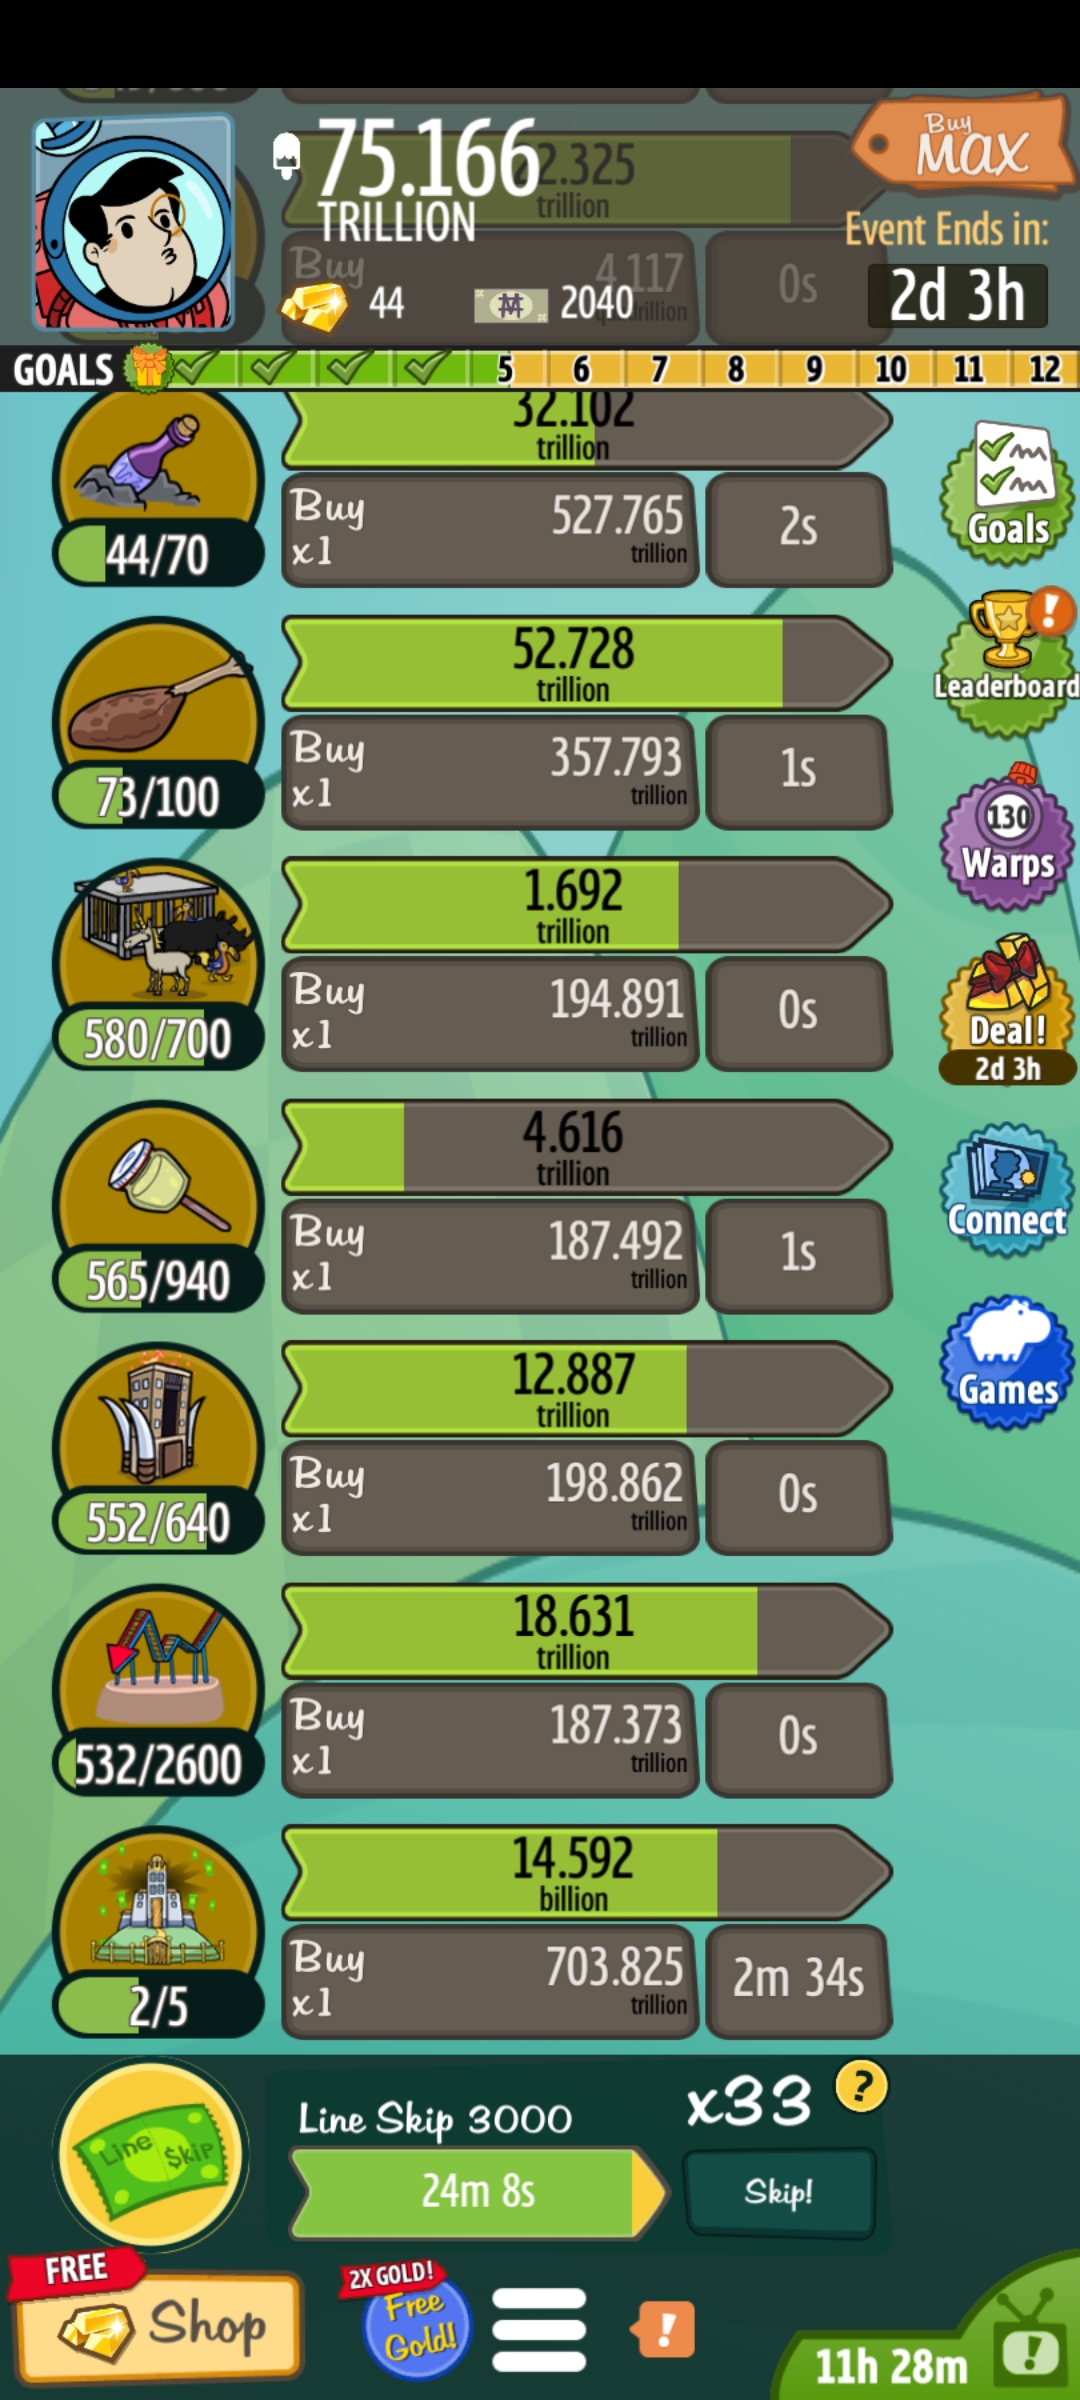 75.166
TRILLION
22.325
trillion
Buy
MAX
Event Ends in:
2d 3h
44
2040
Buy
4.117
0s
GOALS
5 6 7 8 9 10 11 12
32.102
trillion
Buy
x1
527.765
trillion
2s
44/70
Goals
52.728
trillion
Buy
x1
357.793
trillion
1s
73/100
Leaderboard
1.692
trillion
Buy
x1
194.891
trillion
0s
580/700
130
Warps
Deal!
2d 3h
4.616
trillion
Buy
x1
187.492
trillion
1s
565/940
Connect
12.887
trillion
Buy
x1
198.862
trillion
0s
552/640
Games
18.631
trillion
Buy
x1
187.373
trillion
0s
532/2600
14.592
billion
Buy
x1
703.825
trillion
2m 34s
2/5
Line $kip
Line Skip 3000
24m 8s
x33
?
Skip!
FREE
Shop
2X GOLD!
Free
Gold!
!
11h 28m
!